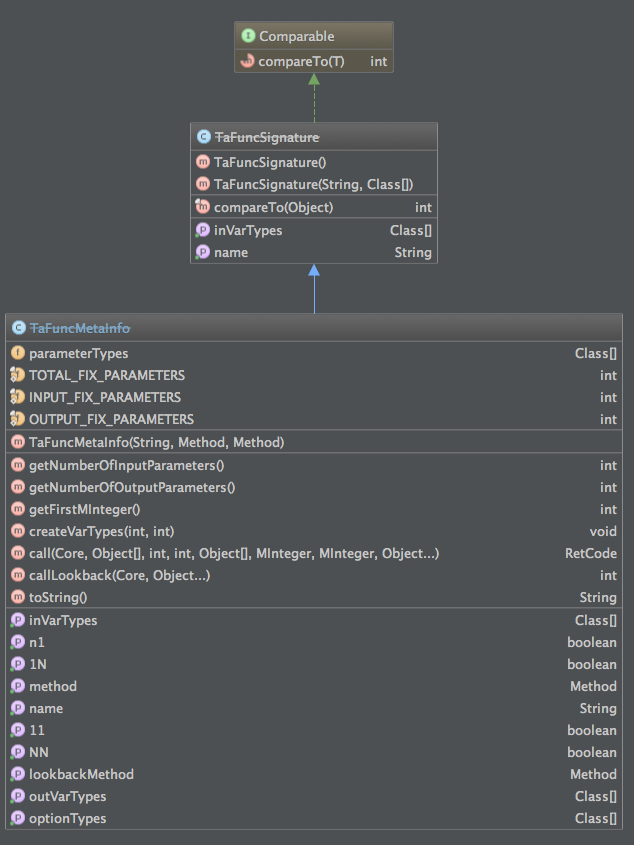 Comparable
compareTo(T) int
TaFuncSignature
TaFuncSignature()
TaFuncSignature(String, Class[])
compareTo(Object) int
inVarTypes Class[]
name String
TaFuncMetaInfo
parameterTypes Class[]
TOTAL_FIX_PARAMETERS int
INPUT_FIX_PARAMETERS int
OUTPUT_FIX_PARAMETERS int
TaFuncMetaInfo(String, Method, Method)
getNumberOfInputParameters() int
getNumberOfOutputParameters() int
getFirstMInteger() int
createVarTypes(int, int) void
call(Core, Object[], int, int, Object[], MInteger, MInteger, Object...) RetCode
callLookback(Core, Object...) int
toString() String
inVarTypes Class[]
n1 boolean
1N boolean
method Method
name String
11 boolean
NN boolean
lookbackMethod Method
outVarTypes Class[]
optionTypes Class[]